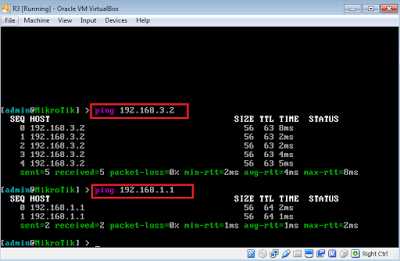 R3 [Running] - Oracle VM VirtualBox
File Machine View Input Devices Help
[admin@MikroTik] > ping 192.168.3.2
SEQ HOST SIZE TTL TIME STATUS
0 192.168.3.2 56 63 8ms
1 192.168.3.2 56 63 5ms
2 192.168.3.2 56 63 2ms
3 192.168.3.2 56 63 4ms
4 192.168.3.2 56 63 2ms
sent=5 received=5 packet-loss=0% min-rtt=2ms avg-rtt=4ms max-rtt=8ms
[admin@MikroTik] > ping 192.168.1.1
SEQ HOST SIZE TTL TIME STATUS
0 192.168.1.1 56 64 2ms
1 192.168.1.1 56 64 1ms
sent=2 received=2 packet-loss=0% min-rtt=1ms avg-rtt=1ms max-rtt=2ms
[admin@MikroTik] > _
Right Ctrl